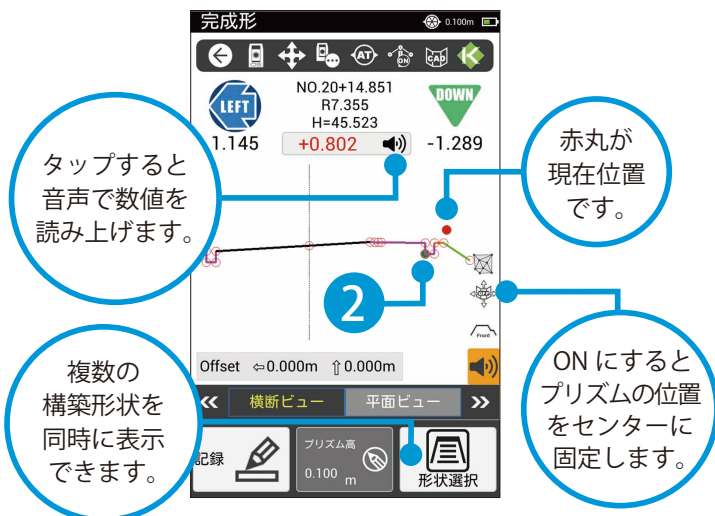 完成形
0.100m
AT
P
ON
CAD
LEFT
NO.20+14.851
R7.355
H=45.523
DOWN
1.145
+0.802
-1.289
タップすると
音声で数値を
読み上げます。
赤丸が
現在位置
です。
2
Front
複数の
構築形状を
同時に表示
できます。
ON にすると
プリズムの位置
をセンターに
固定します。
Offset ⇦0.000m ⇧0.000m
≪ 横断ビュー 平面ビュー ≫
記録
プリズム高
0.100 m
形状選択